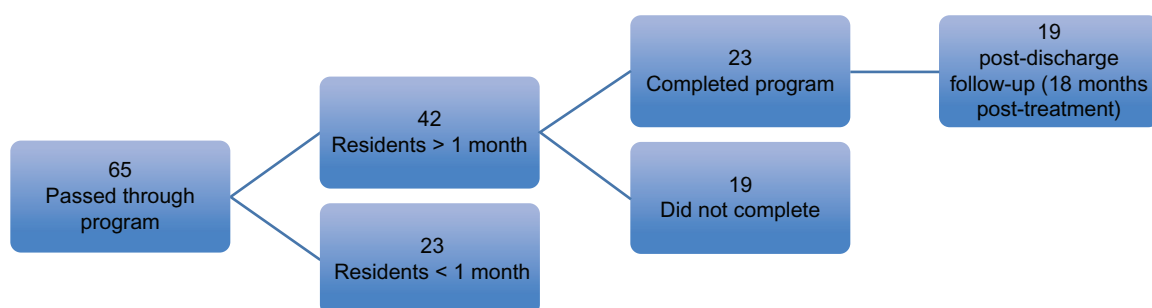 65
Passed through
program
42
Residents > 1 month
23
Residents < 1 month
23
Completed program
19
Did not complete
19
post-discharge
follow-up (18 months
post-treatment)